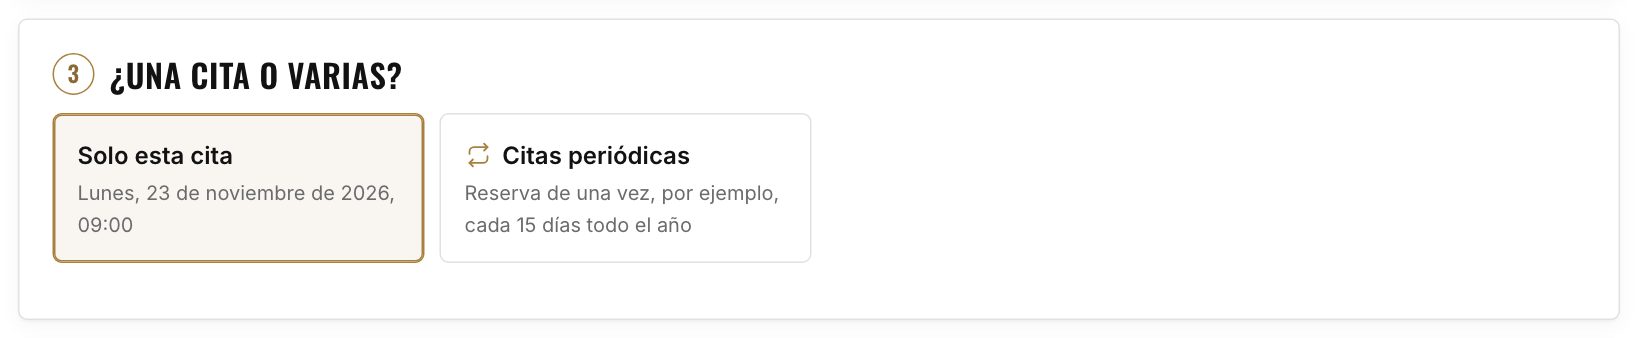 3 ¿UNA CITA O VARIAS?
Solo esta cita
Lunes, 23 de noviembre de 2026,
09:00
Citas periódicas
Reserva de una vez, por ejemplo,
cada 15 días todo el año